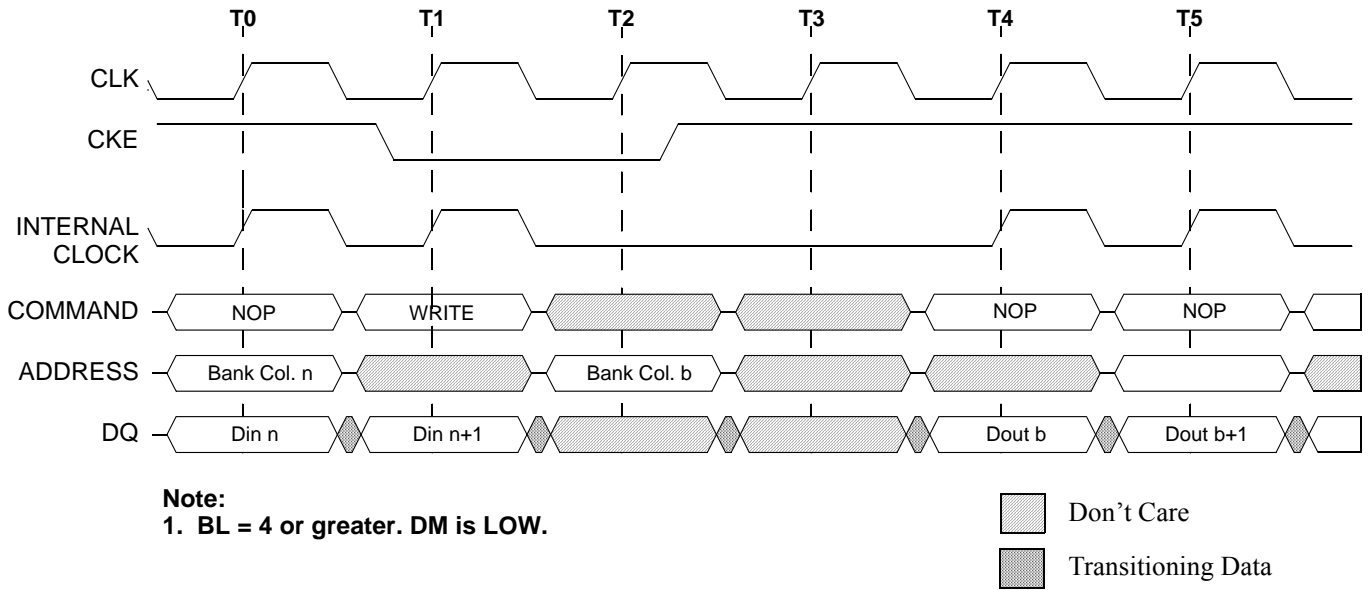 T0 T1 T2 T3 T4 T5
CLK
CKE
INTERNAL
CLOCK
COMMAND NOP WRITE NOP NOP
ADDRESS Bank Col. n Bank Col. b
DQ Din n Din n+1 Dout b Dout b+1
Note:
1. BL = 4 or greater. DM is LOW.
Don't Care
Transitioning Data